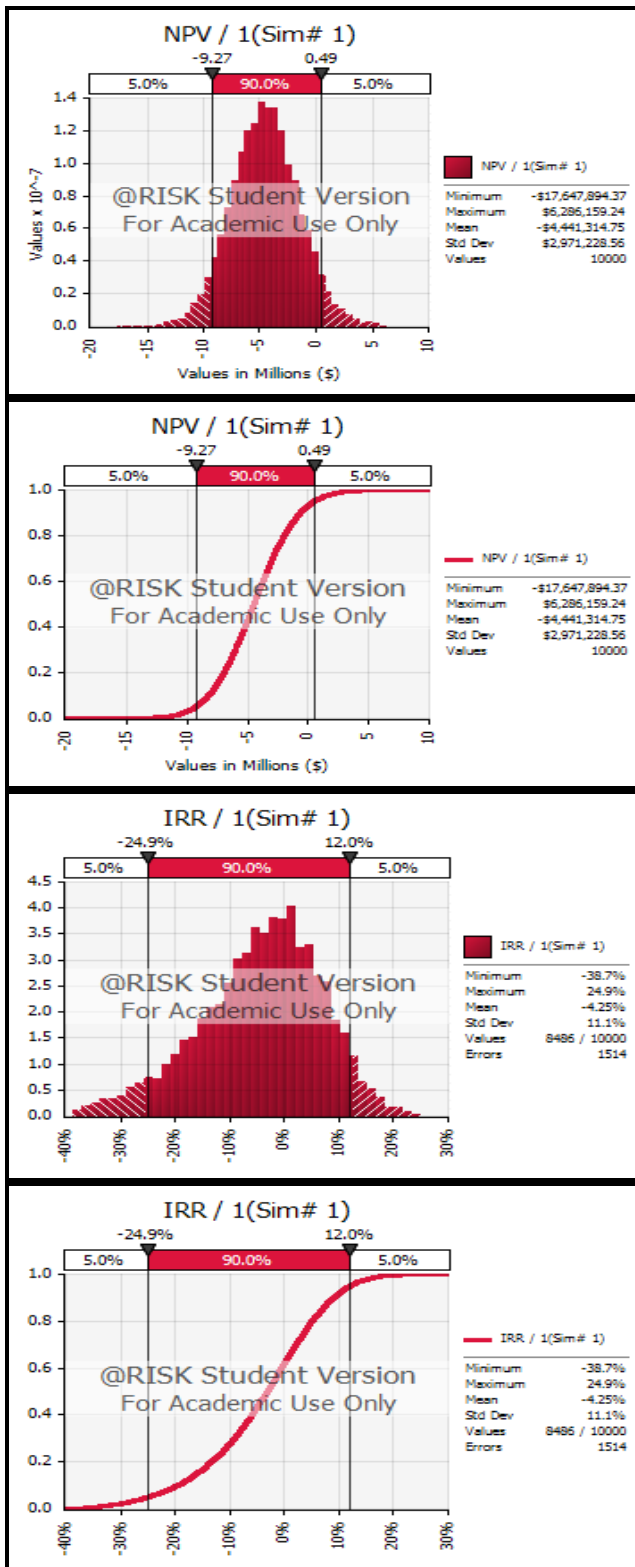 NPV / 1(Sim# 1)
-9.27 0.49
5.0% 90.0% 5.0%
1.4
1.2
1.0
0.8
0.6
0.4
0.2
0.0
Values x 10^-7
@RISK Student Version
For Academic Use Only
-20 -15 -10 -5 0 5 10
Values in Millions ($)
NPV / 1(Sim# 1)
Minimum -$17,647,894.37
Maximum $6,286,159.24
Mean -$4,441,314.75
Std Dev $2,971,228.56
Values 10000
NPV / 1(Sim# 1)
-9.27 0.49
5.0% 90.0% 5.0%
1.0
0.8
0.6
0.4
0.2
0.0
@RISK Student Version
For Academic Use Only
-20 -15 -10 -5 0 5 10
Values in Millions ($)
NPV / 1(Sim# 1)
Minimum -$17,647,894.37
Maximum $6,286,159.24
Mean -$4,441,314.75
Std Dev $2,971,228.56
Values 10000
IRR / 1(Sim# 1)
-24.9% 12.0%
5.0% 90.0% 5.0%
4.5
4.0
3.5
3.0
2.5
2.0
1.5
1.0
0.5
0.0
@RISK Student Version
For Academic Use Only
-40% -30% -20% -10% 0% 10% 20% 30%
IRR / 1(Sim# 1)
Minimum -38.7%
Maximum 24.9%
Mean -4.25%
Std Dev 11.1%
Values 8486 / 10000
Errors 1514
IRR / 1(Sim# 1)
-24.9% 12.0%
5.0% 90.0% 5.0%
1.0
0.8
0.6
0.4
0.2
0.0
@RISK Student Version
For Academic Use Only
-40% -30% -20% -10% 0% 10% 20% 30%
IRR / 1(Sim# 1)
Minimum -38.7%
Maximum 24.9%
Mean -4.25%
Std Dev 11.1%
Values 8486 / 10000
Errors 1514